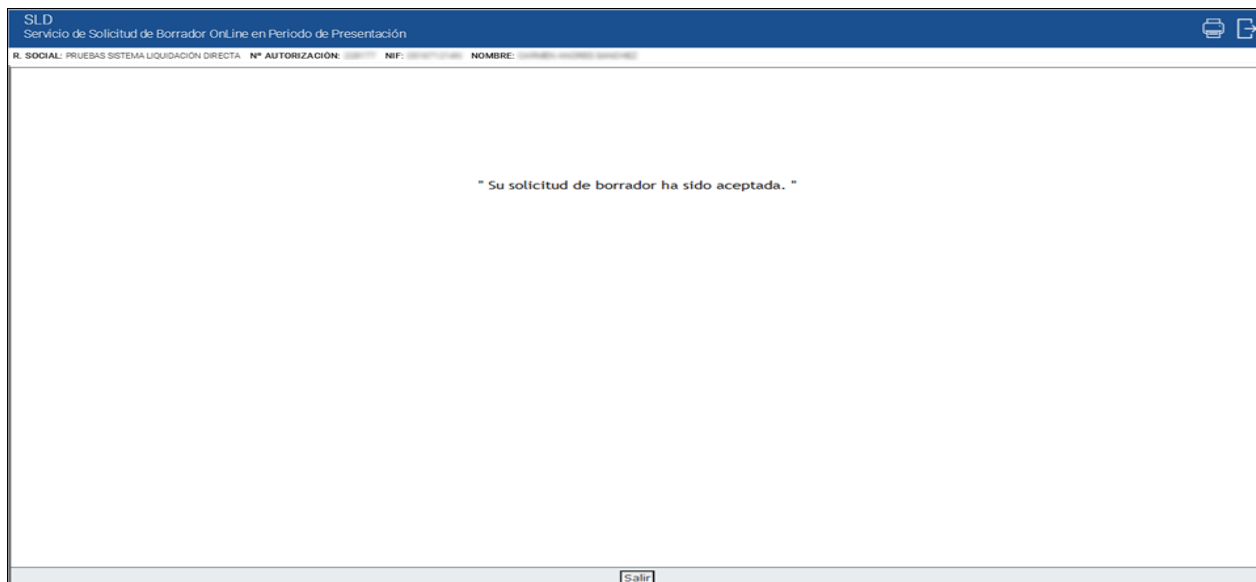 SLD
Servicio de Solicitud de Borrador OnLine en Periodo de Presentación
R. SOCIAL: PRUEBAS SISTEMA LIQUIDACIÓN DIRECTA Nº AUTORIZACIÓN: NIF: NOMBRE:
" Su solicitud de borrador ha sido aceptada. "
Salir